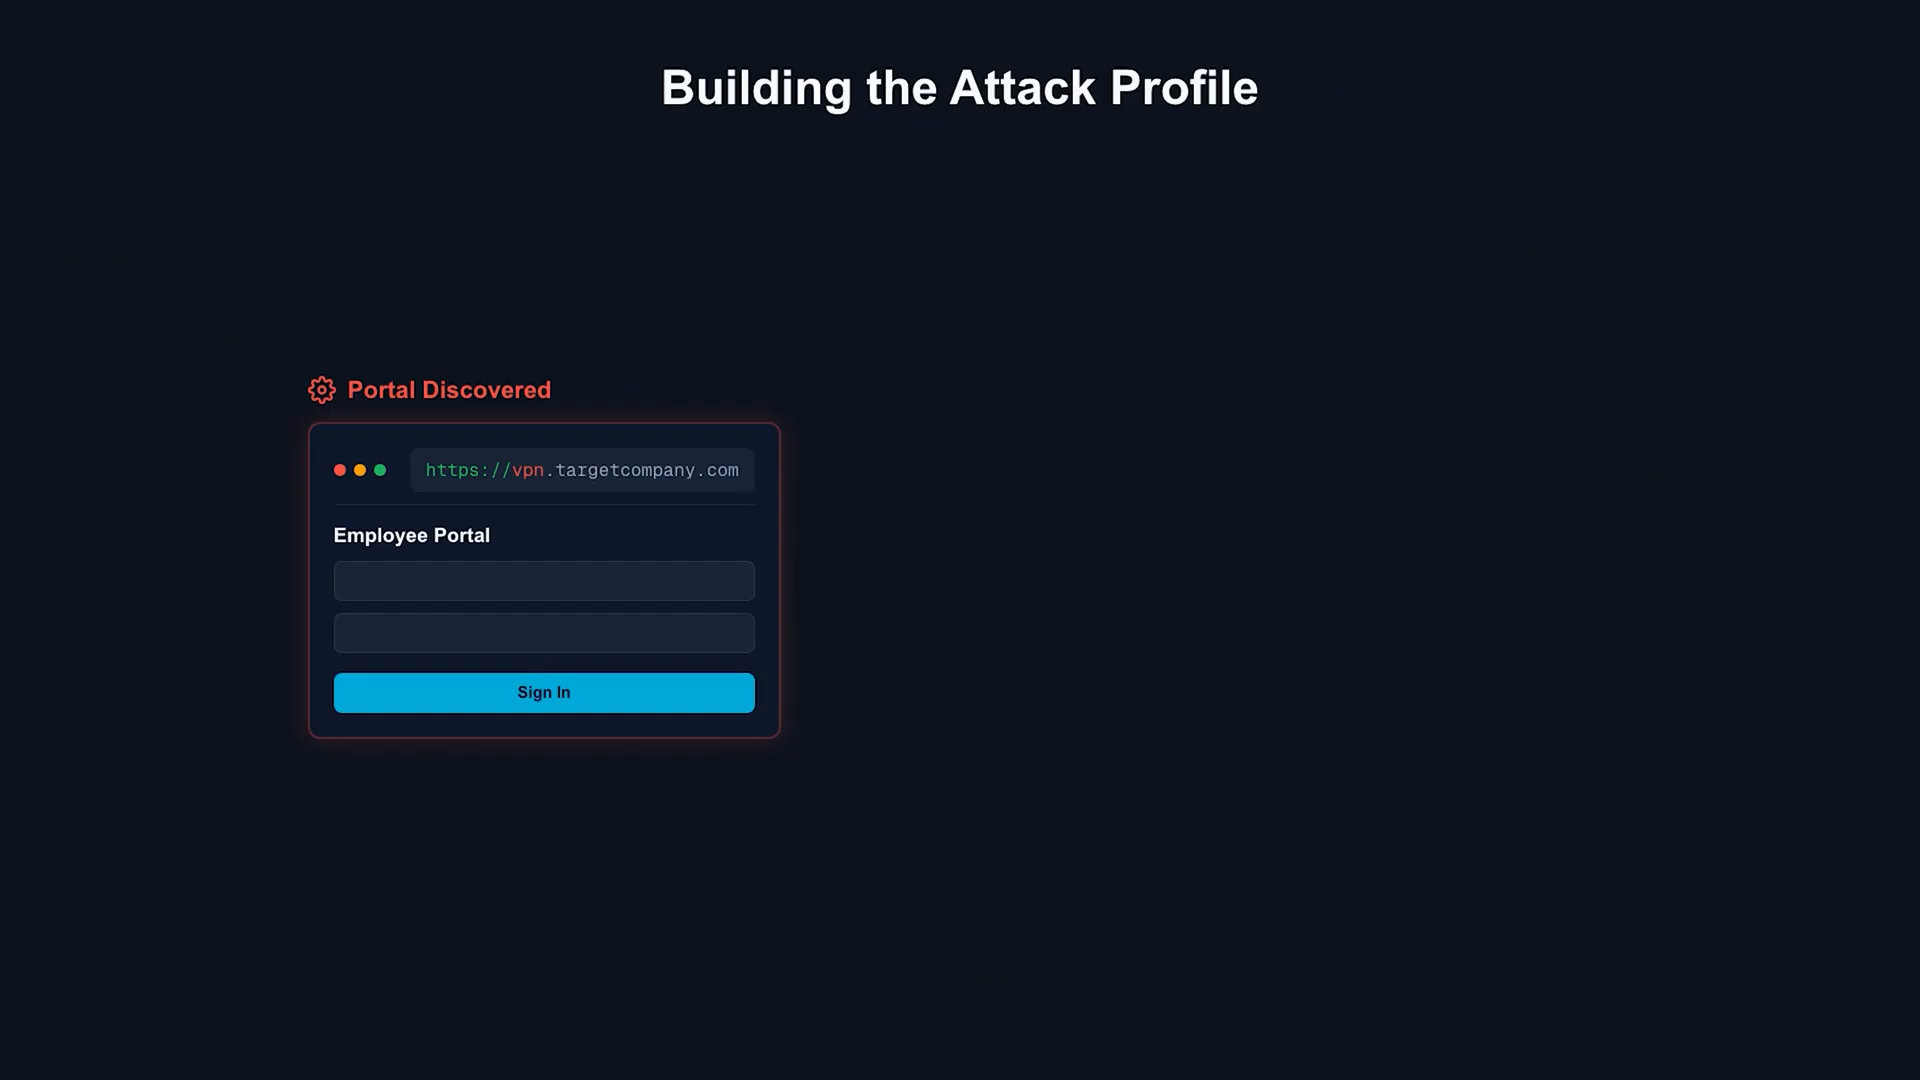 Building the Attack Profile
Portal Discovered
https://vpn.targetcompany.com
Employee Portal
Sign In